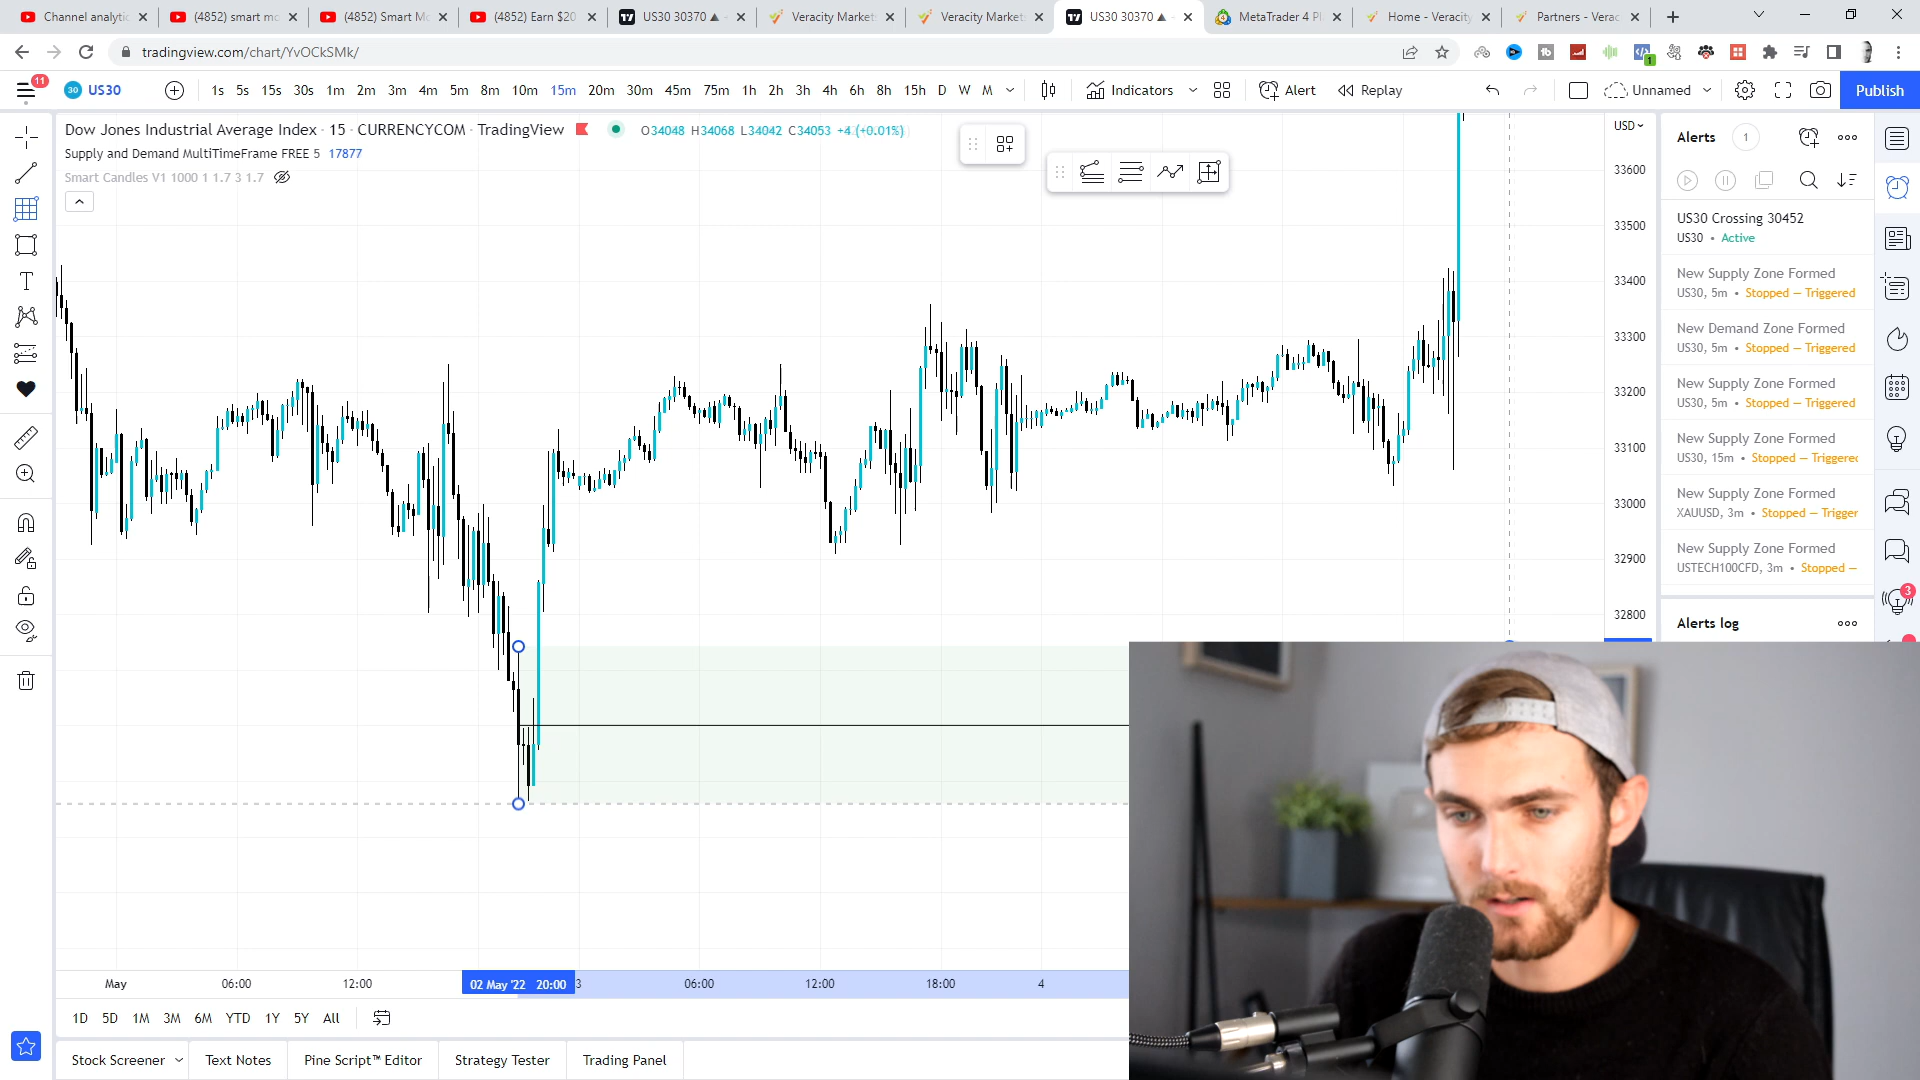 Channel analytic
(4852) smart mo
(4852) Smart Mo
(4852) Earn $20
US30 30370 ▲
Veracity Market
Veracity Market
US30 30370 ▲
MetaTrader 4 Pl
Home - Veracity
Partners - Verac
tradingview.com/chart/YvOCkSMk/
11
30 US30
1s 5s 15s 30s 1m 2m 3m 4m 5m 8m 10m 15m 20m 30m 45m 75m 1h 2h 3h 4h 6h 8h 15h D W M
Indicators
Alert
Replay
Unnamed
Publish
Dow Jones Industrial Average Index · 15 · CURRENCYCOM · TradingView
O34048 H34068 L34042 C34053 +4 (+0.01%)
Supply and Demand MultiTimeFrame FREE 5 17877
Smart Candles V1 1000 1 1.7 3 1.7
USD
33600
33500
33400
33300
33200
33100
33000
32900
32800
Alerts 1
US30 Crossing 30452
US30 • Active
New Supply Zone Formed
US30, 5m • Stopped — Triggered
New Demand Zone Formed
US30, 5m • Stopped — Triggered
New Supply Zone Formed
US30, 5m • Stopped — Triggered
New Supply Zone Formed
US30, 15m • Stopped — Triggered
New Supply Zone Formed
XAUUSD, 3m • Stopped — Trigger
New Supply Zone Formed
USTECH100CFD, 3m • Stopped —
3
Alerts log
May
06:00
12:00
02 May '22 20:00
3
06:00
12:00
18:00
4
1D 5D 1M 3M 6M YTD 1Y 5Y All
Stock Screener
Text Notes
Pine Script™ Editor
Strategy Tester
Trading Panel